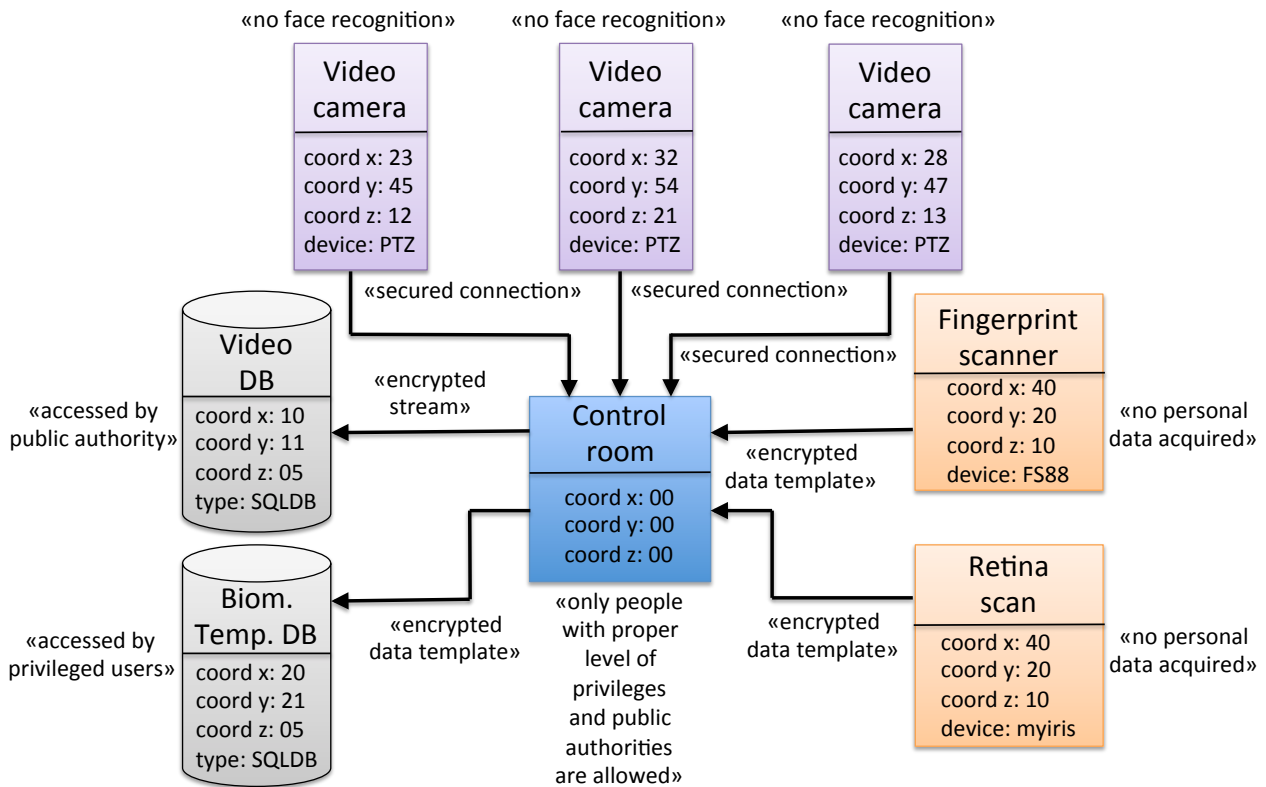 «no face recognition»
«no face recognition»
«no face recognition»
Video
camera
coord x: 23
coord y: 45
coord z: 12
device: PTZ
Video
camera
coord x: 32
coord y: 54
coord z: 21
device: PTZ
Video
camera
coord x: 28
coord y: 47
coord z: 13
device: PTZ
«secured connection»
«secured connection»
«secured connection»
Video
DB
coord x: 10
coord y: 11
coord z: 05
type: SQLDB
«accessed by
public authority»
«encrypted
stream»
Control
room
coord x: 00
coord y: 00
coord z: 00
«only people
with proper
level of
privileges
and public
authorities
are allowed»
Fingerprint
scanner
coord x: 40
coord y: 20
coord z: 10
device: FS88
«no personal
data acquired»
«encrypted
data template»
Biom.
Temp. DB
coord x: 20
coord y: 21
coord z: 05
type: SQLDB
«accessed by
privileged users»
«encrypted
data template»
Retina
scan
coord x: 40
coord y: 20
coord z: 10
device: myiris
«no personal
data acquired»
«encrypted
data template»